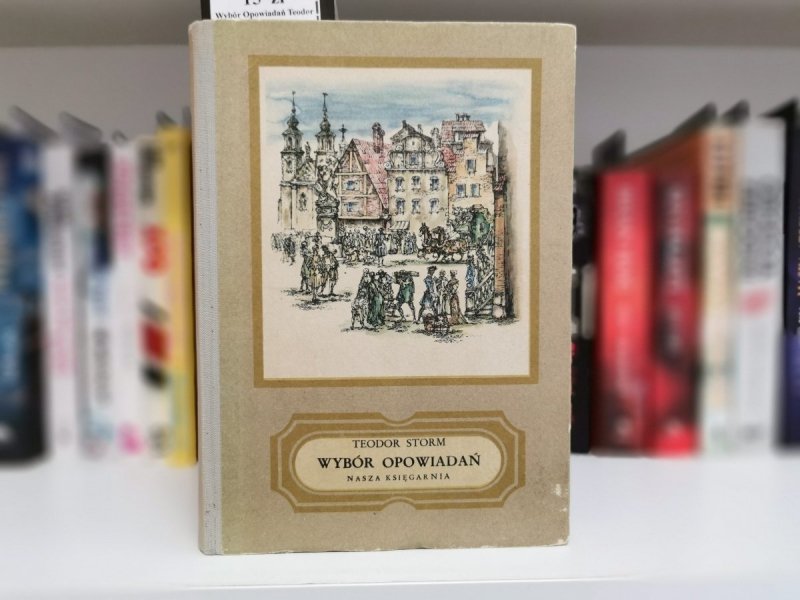 Wybór Opowiadań Teodor
TEODOR STORM
WYBÓR OPOWIADAŃ
NASZA KSIĘGARNIA